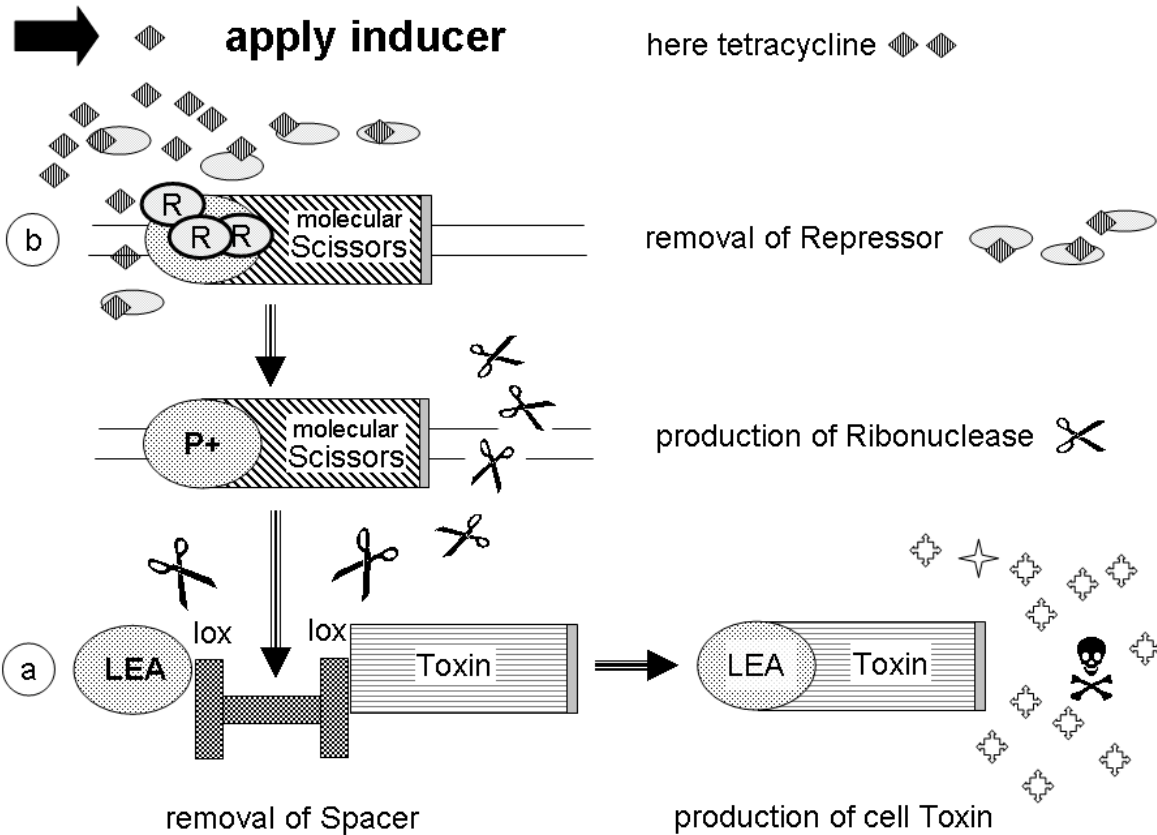 apply inducer
here tetracycline
b
R
R
R
molecular
Scissors
removal of Repressor
P+
molecular
Scissors
production of Ribonuclease
lox
lox
a
LEA
Toxin
LEA
Toxin
removal of Spacer
production of cell Toxin